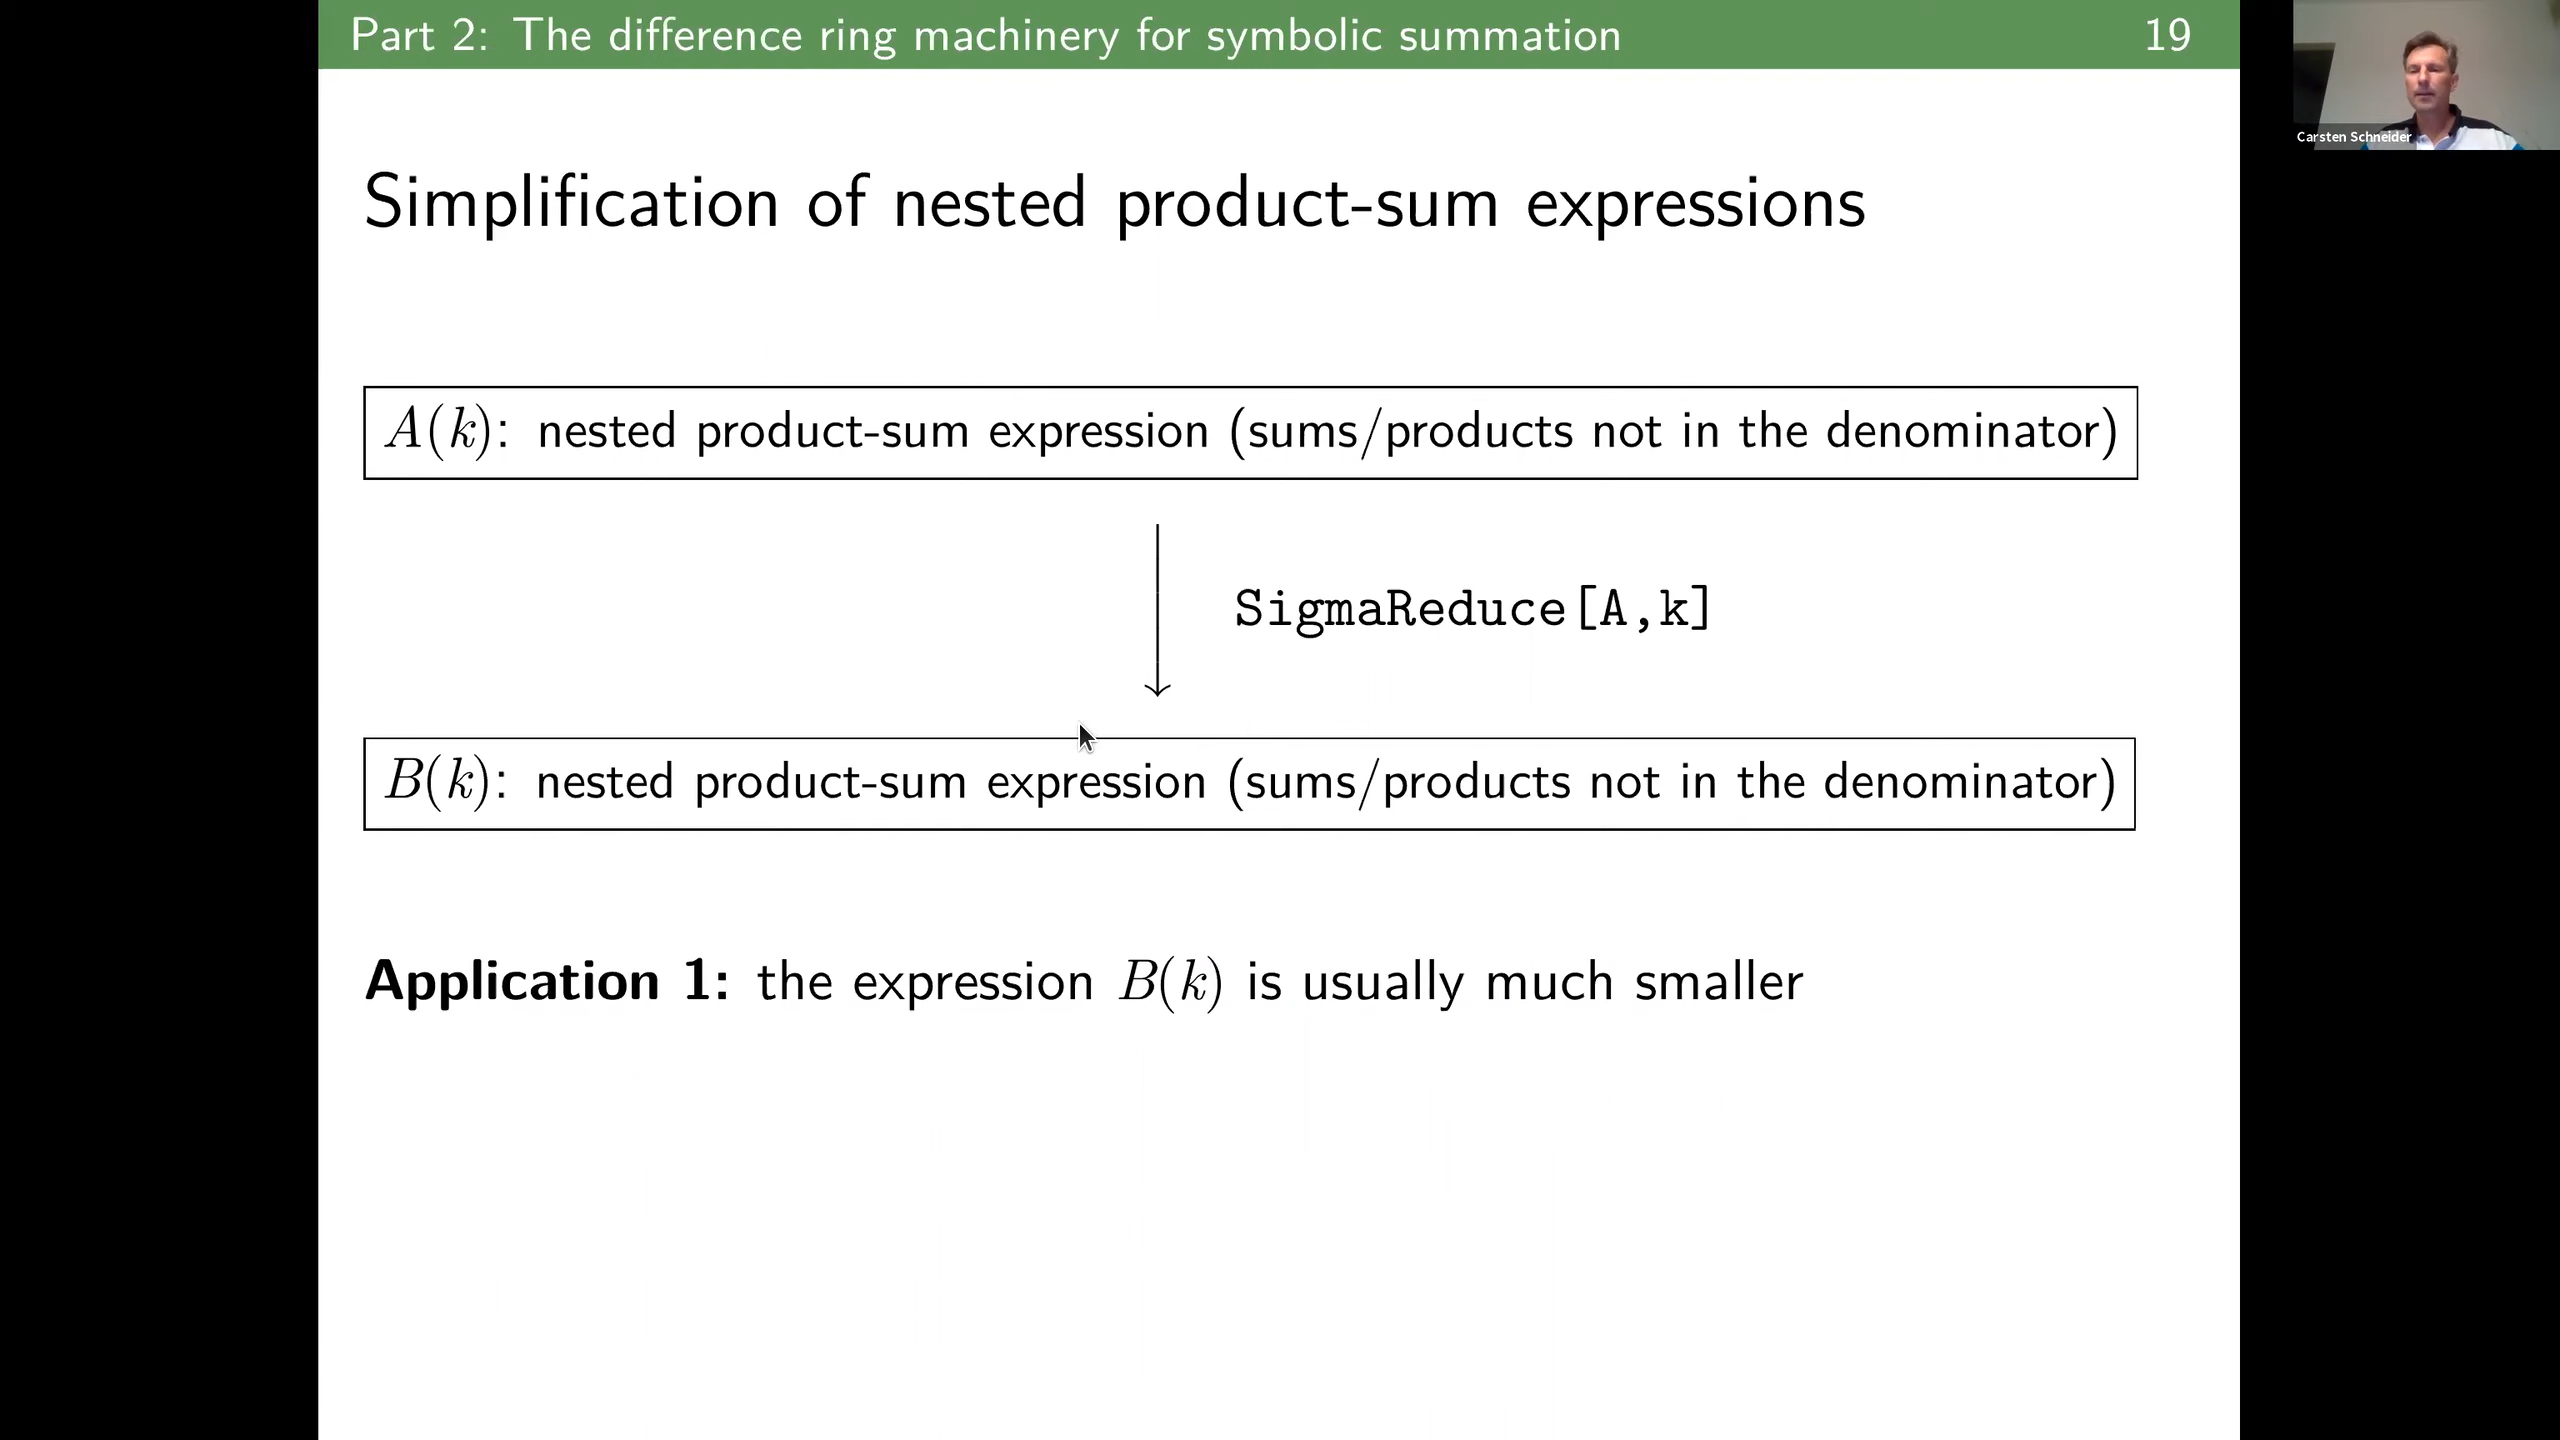 Part 2: The difference ring machinery for symbolic summation 19
Carsten Schneider
Simplification of nested product-sum expressions
A(k): nested product-sum expression (sums/products not in the denominator)
SigmaReduce[A,k]
B(k): nested product-sum expression (sums/products not in the denominator)
Application 1: the expression B(k) is usually much smaller